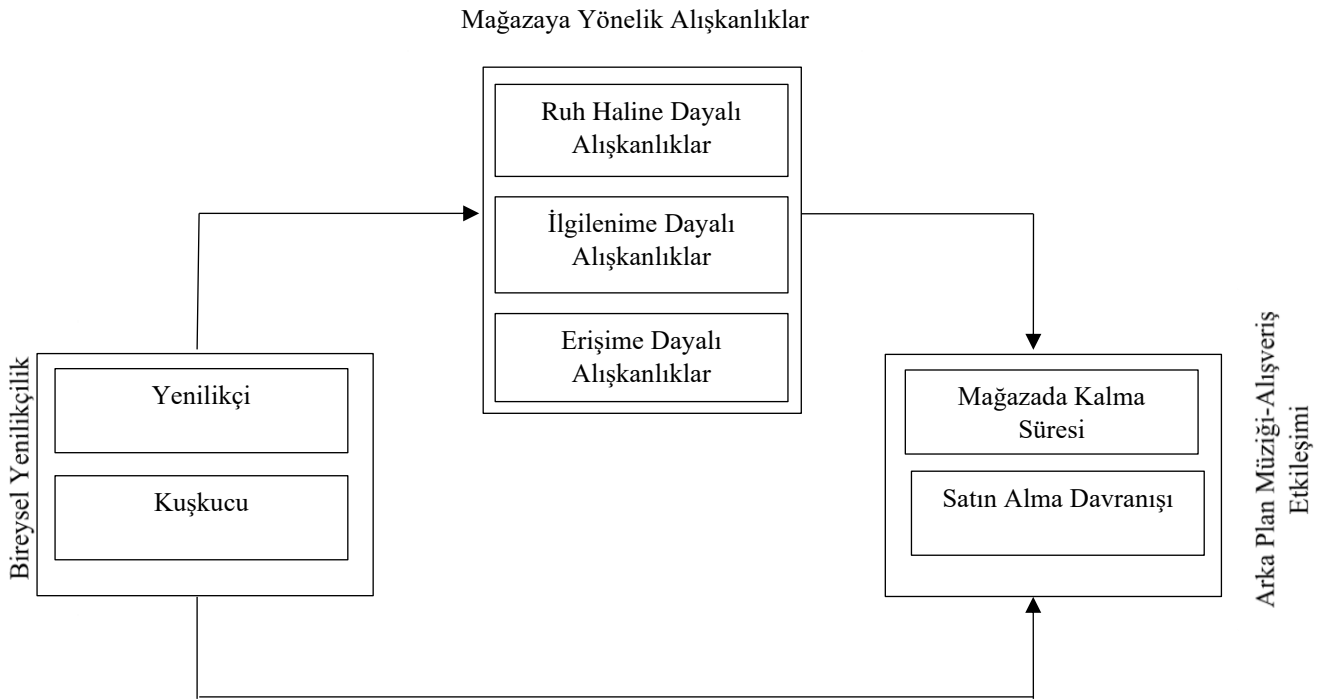 Mağazaya Yönelik Alışkanlıklar
Ruh Haline Dayalı
Alışkanlıklar
İlgilenime Dayalı
Alışkanlıklar
Erişime Dayalı
Alışkanlıklar
Bireysel Yenilikçilik
Yenilikçi
Kuşkucu
Mağazada Kalma
Süresi
Satın Alma Davranışı
Arka Plan Müziği-Alışveriş
Etkileşimi